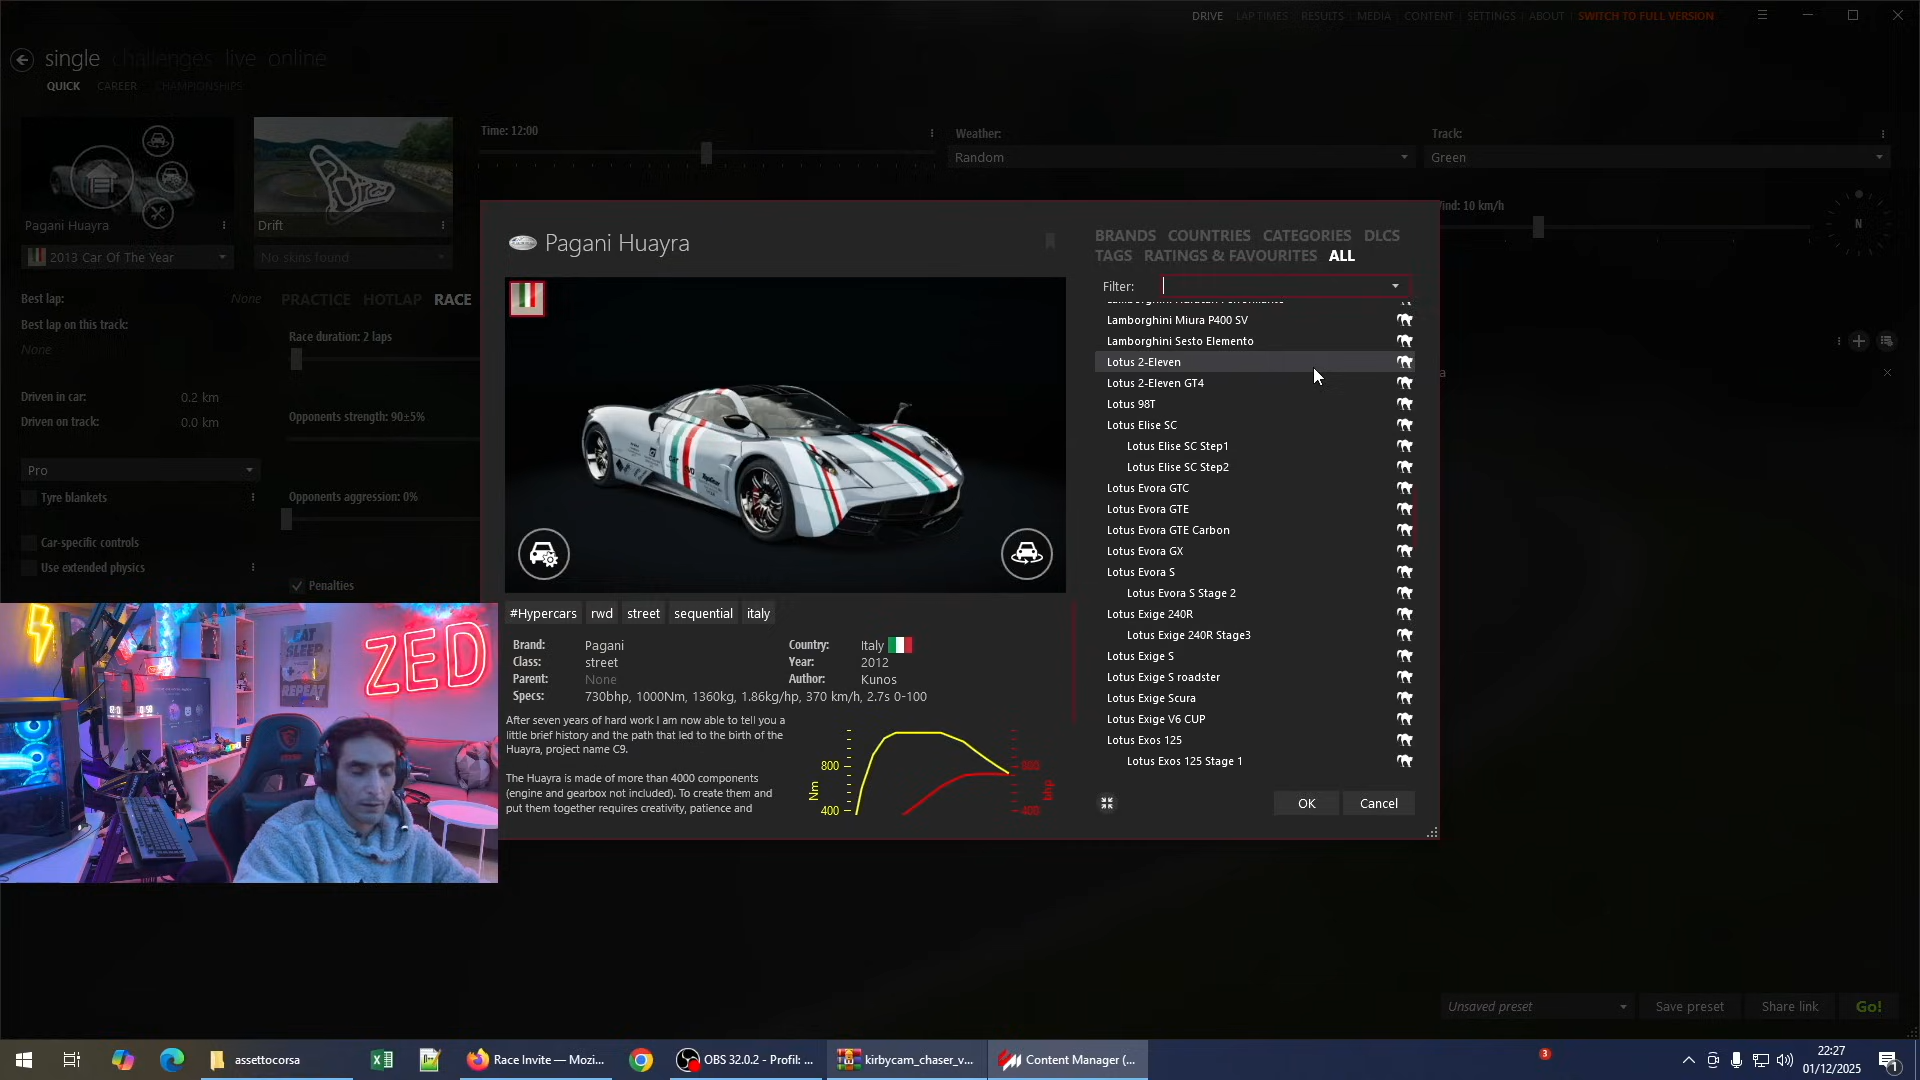 DRIVE LAP TIMES RESULTS MEDIA CONTENT SETTINGS ABOUT SWITCH TO FULL VERSION
single challenges live online
QUICK CAREER CHAMPIONSHIPS
Pagani Huayra
2013 Car Of The Year
Drift
No skins found
Time: 12:00
Weather:
Random
Track:
Green
Wind: 10 km/h
N
Best lap: None
Best lap on this track:
None
Driven in car: 0.2 km
Driven on track: 0.0 km
Pro
Tyre blankets
Car-specific controls
Use extended physics
PRACTICE HOTLAP RACE
Race duration: 2 laps
Opponents strength: 90±5%
Opponents aggression: 0%
Penalties
Pagani Huayra
#Hypercars rwd street sequential italy
Brand: Pagani
Class: street
Parent: None
Specs: 730bhp, 1000Nm, 1360kg, 1.86kg/hp, 370 km/h, 2.7s 0-100
Country: Italy
Year: 2012
Author: Kunos
After seven years of hard work I am now able to tell you a
little brief history and the path that led to the birth of the
Huayra, project name C9.
The Huayra is made of more than 4000 components
(engine and gearbox not included). To create them and
put them together requires creativity, patience and
Nm
800
400
800
400
bhp
BRANDS COUNTRIES CATEGORIES DLCS
TAGS RATINGS & FAVOURITES ALL
Filter:
Lamborghini Miura P400 SV
Lamborghini Sesto Elemento
Lotus 2-Eleven
Lotus 2-Eleven GT4
Lotus 98T
Lotus Elise SC
Lotus Elise SC Step1
Lotus Elise SC Step2
Lotus Evora GTC
Lotus Evora GTE
Lotus Evora GTE Carbon
Lotus Evora GX
Lotus Evora S
Lotus Evora S Stage 2
Lotus Exige 240R
Lotus Exige 240R Stage3
Lotus Exige S
Lotus Exige S roadster
Lotus Exige Scura
Lotus Exige V6 CUP
Lotus Exos 125
Lotus Exos 125 Stage 1
OK Cancel
EAT
SLEEP
REPEAT
ZED
Unsaved preset Save preset Share link Go!
assettocorsa
Race Invite — Mozi...
OBS 32.0.2 - Profil: ...
kirbycam_chaser_v...
Content Manager (...
3
22:27
01/12/2025
1